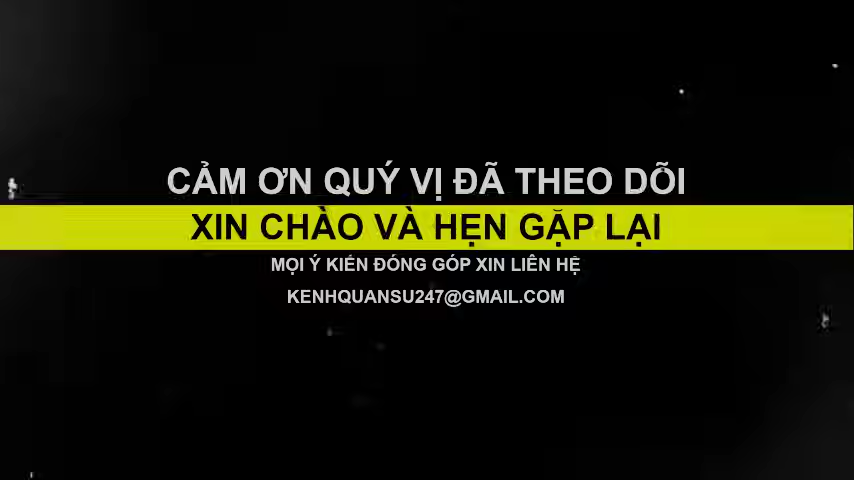 CẢM ƠN QUÝ VỊ ĐÃ THEO DÕI
XIN CHÀO VÀ HẸN GẶP LẠI
MỌI Ý KIẾN ĐÓNG GÓP XIN LIÊN HỆ
KENHQUANSU247@GMAIL.COM